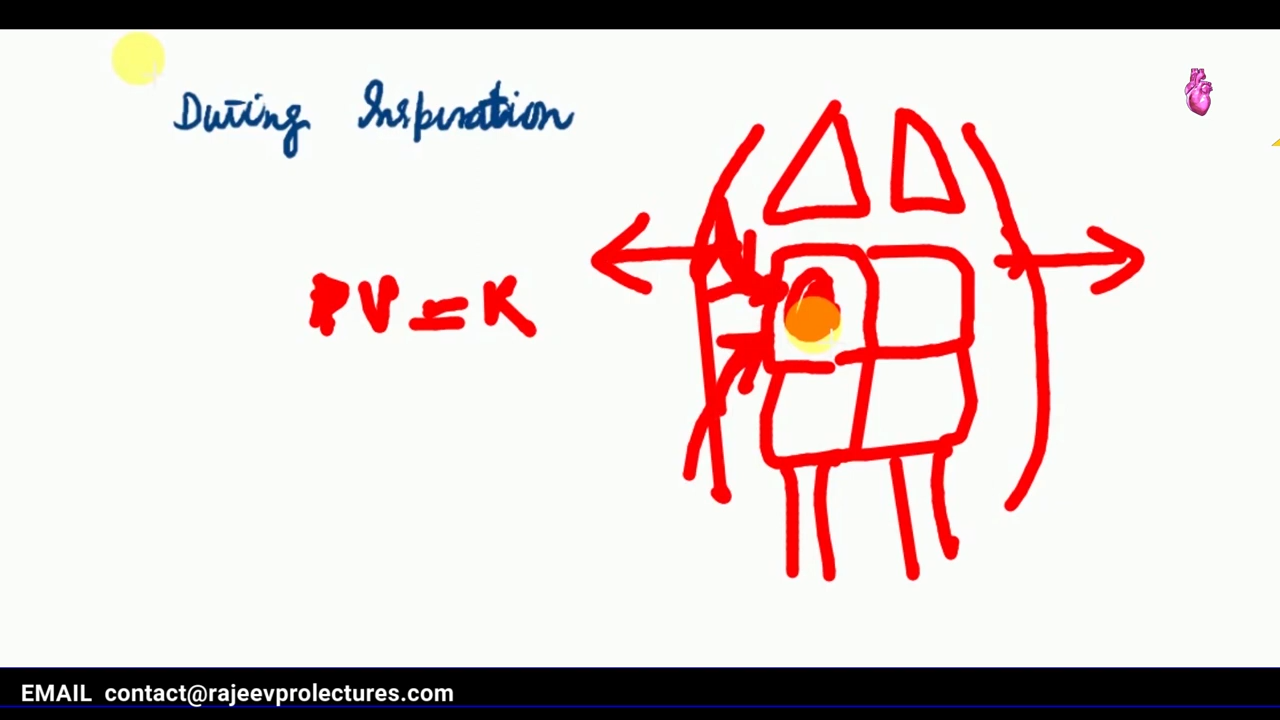 During Inspiration
PV = K
EMAIL contact@rajeevprolectures.com